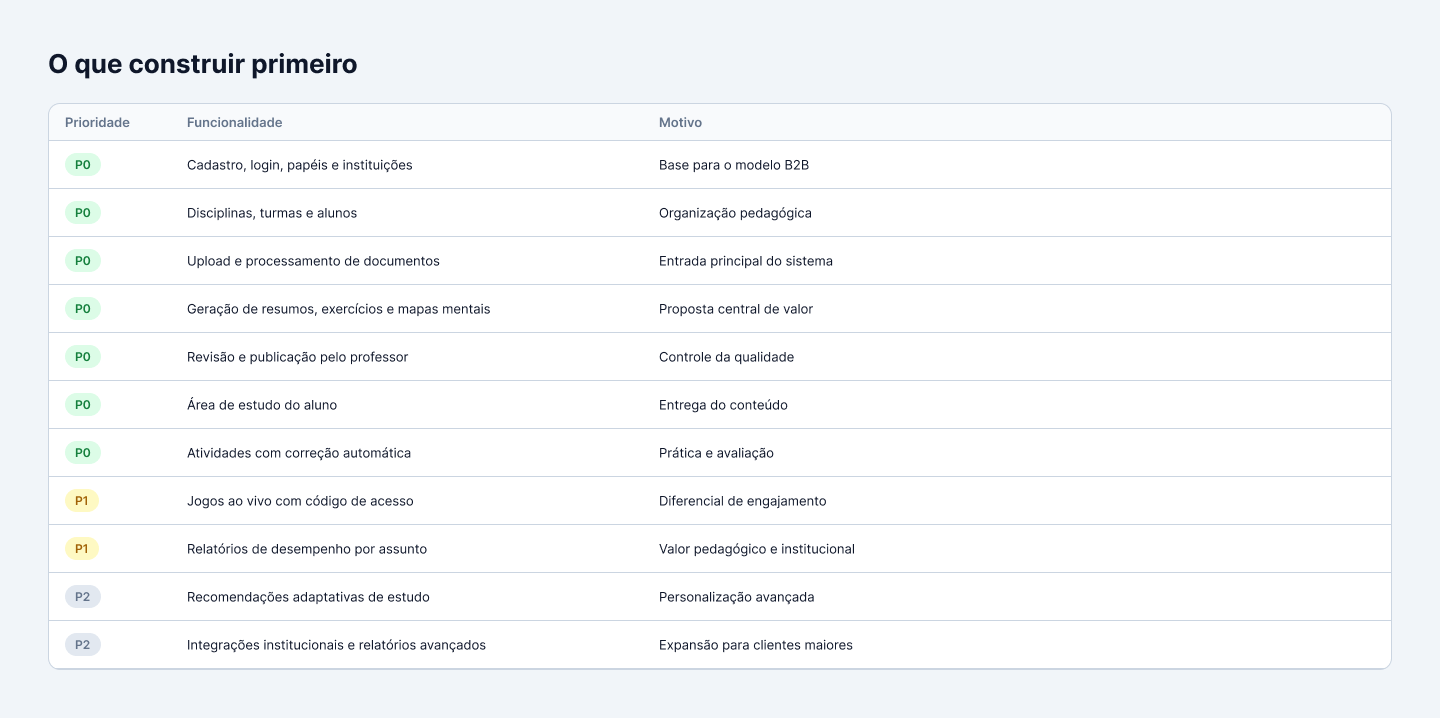 O que construir primeiro
Prioridade Funcionalidade Motivo
P0 Cadastro, login, papéis e instituições Base para o modelo B2B
P0 Disciplinas, turmas e alunos Organização pedagógica
P0 Upload e processamento de documentos Entrada principal do sistema
P0 Geração de resumos, exercícios e mapas mentais Proposta central de valor
P0 Revisão e publicação pelo professor Controle da qualidade
P0 Área de estudo do aluno Entrega do conteúdo
P0 Atividades com correção automática Prática e avaliação
P1 Jogos ao vivo com código de acesso Diferencial de engajamento
P1 Relatórios de desempenho por assunto Valor pedagógico e institucional
P2 Recomendações adaptativas de estudo Personalização avançada
P2 Integrações institucionais e relatórios avançados Expansão para clientes maiores